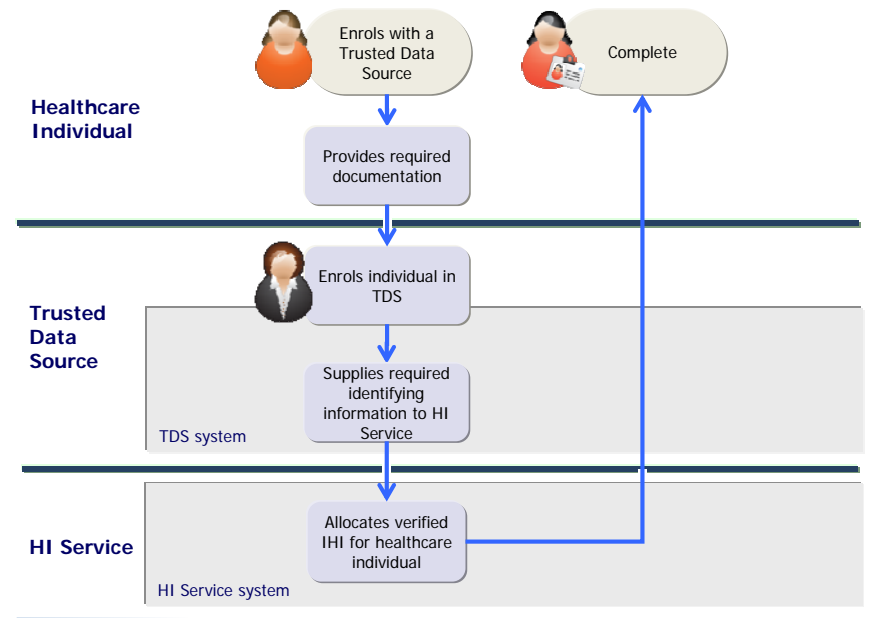 Enrols with a
Trusted Data
Source
Complete
Healthcare
Individual
Provides required
documentation
Enrols individual in
TDS
Trusted
Data
Source
Supplies required
identifying
information to HI
Service
TDS system
Allocates verified
IHI for healthcare
individual
HI Service
HI Service system